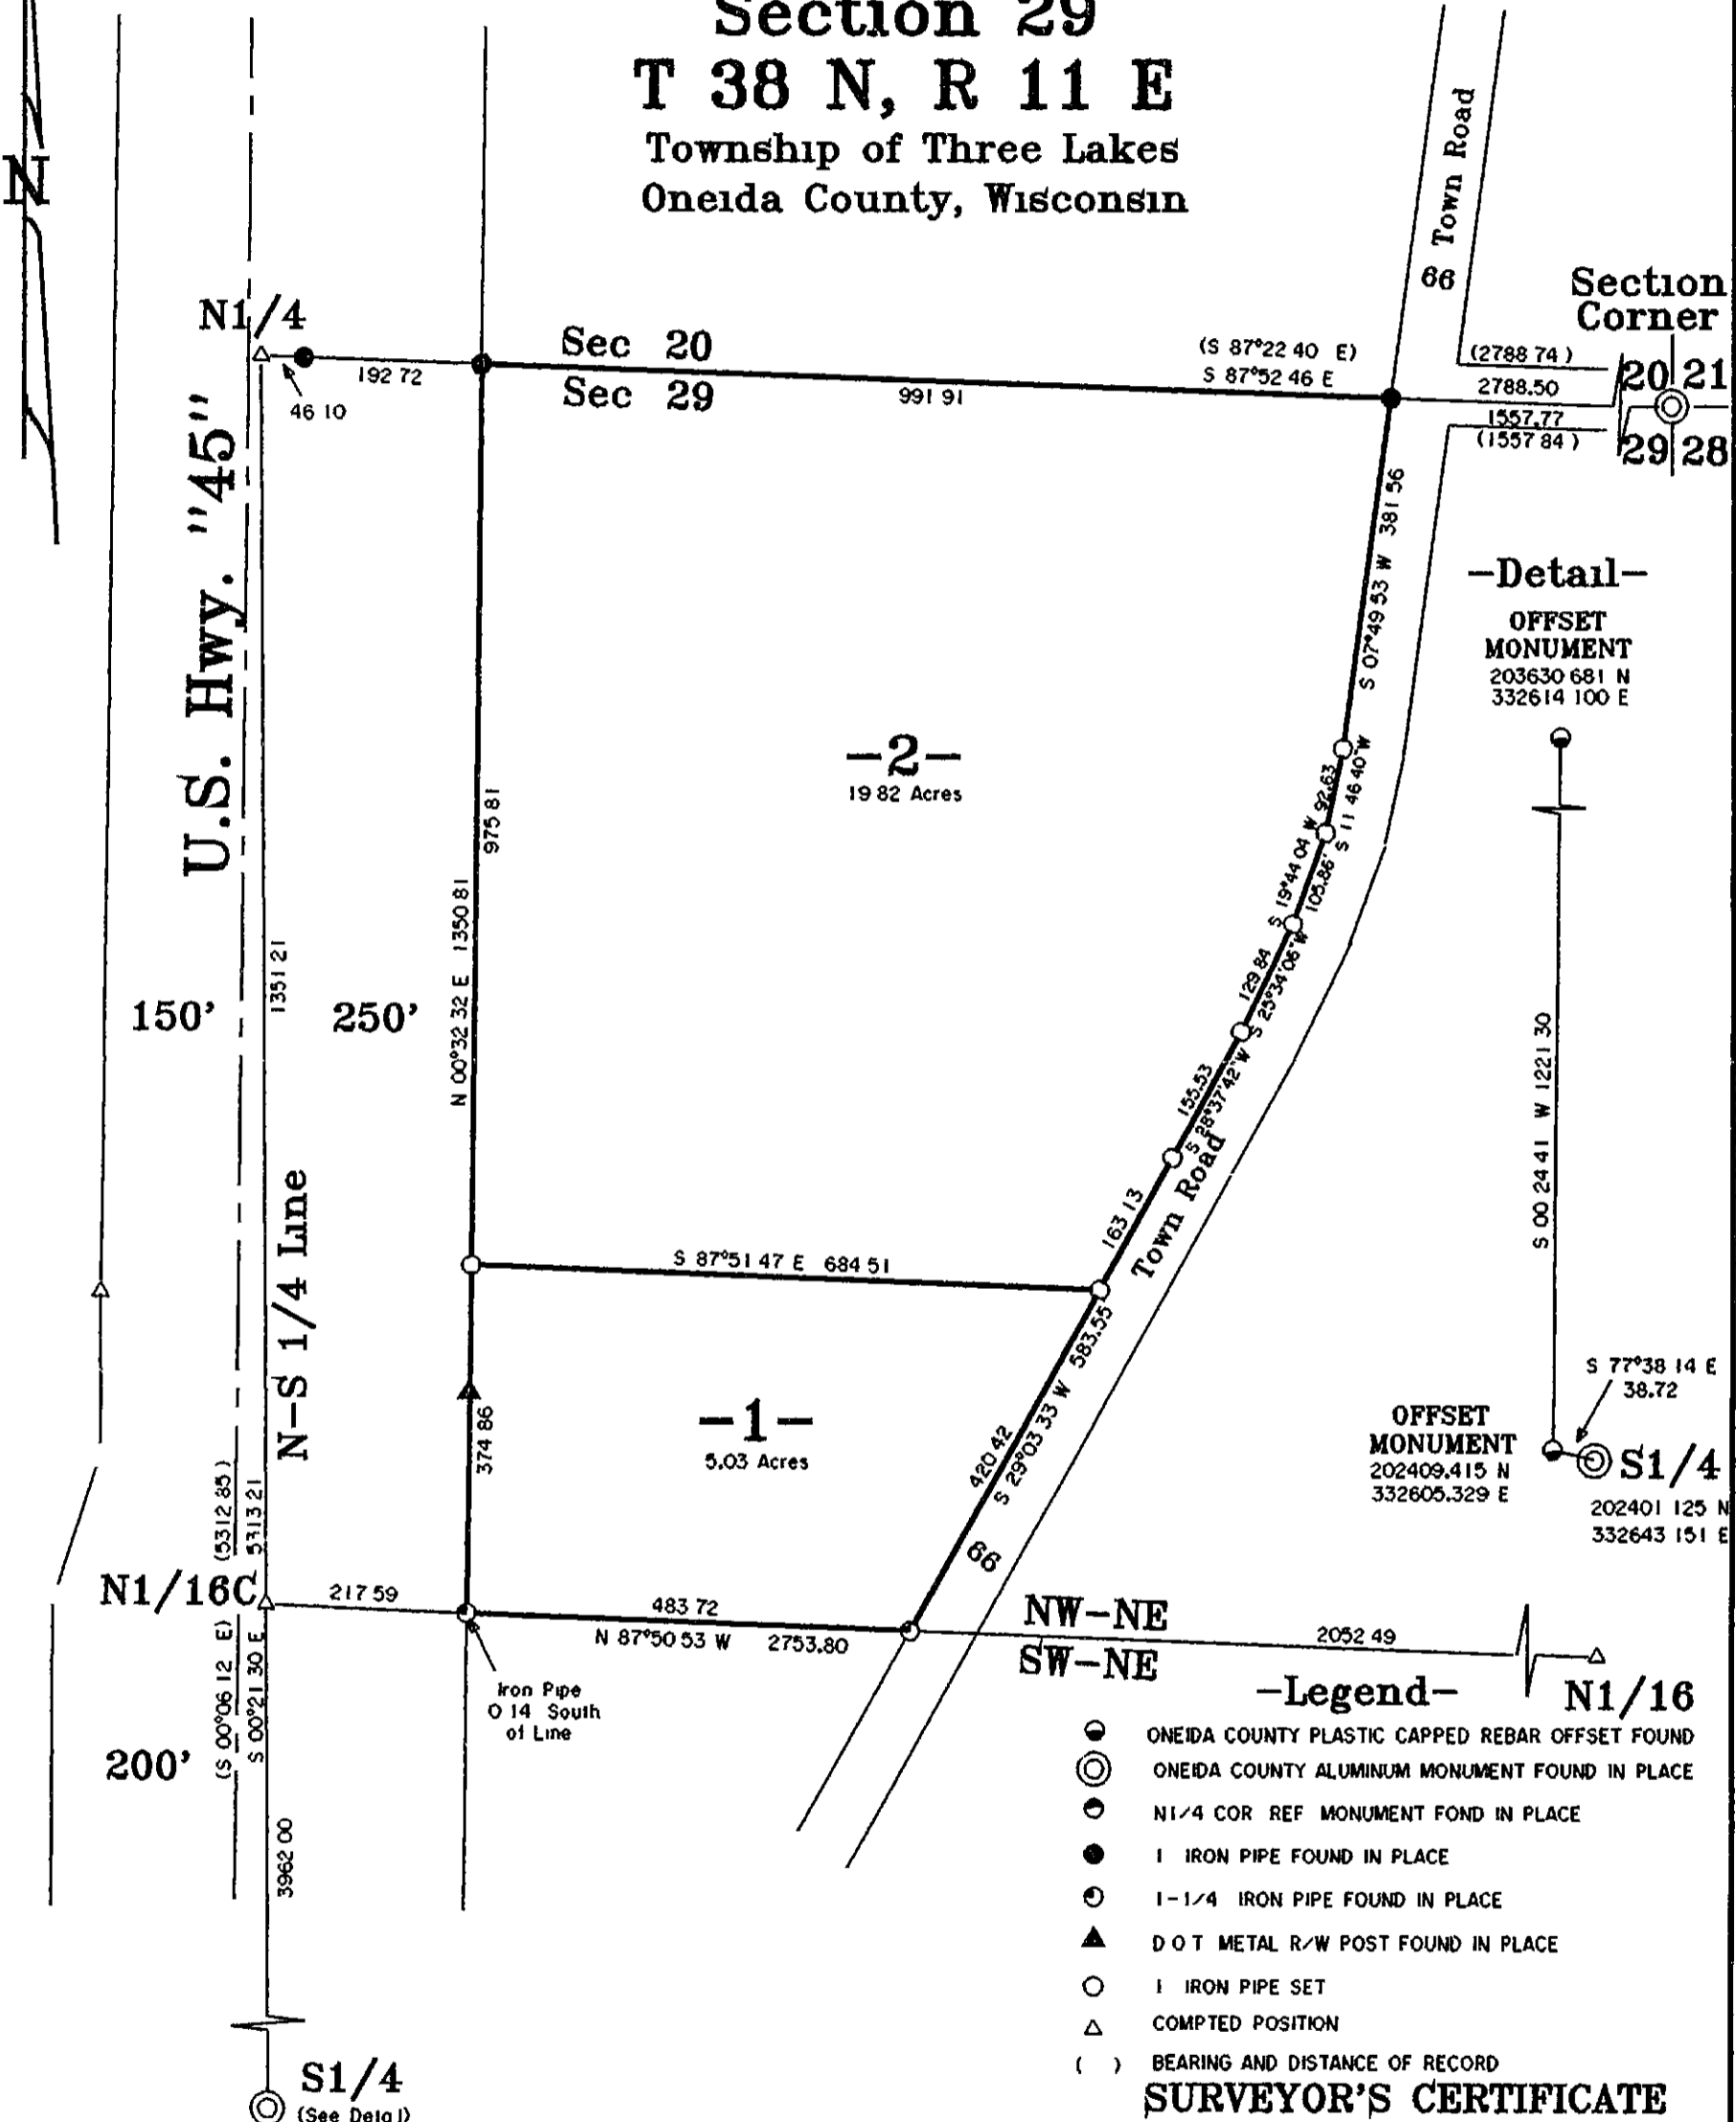 Section 29
T 38 N, R 11 E
Township of Three Lakes
Oneida County, Wisconsin
N
Town Road
66
Section
Corner
N1/4
Sec 20
(S 87°22 40 E)
(2788 74)
20 21
192 72
Sec 29
991 91
S 87°52 46 E
2788.50
46 10
1557.77
(1557 84)
29 28
U.S. Hwy. "45"
S 07°49 53 W 381 56
-Detail-
OFFSET
MONUMENT
203630 681 N
332614 100 E
-2-
19 82 Acres
975 81
92.63
S 11 46 40" W
S 19°44 04 W
105.86'
N 00°32 32 E 1350 81
1351 21
129 84
S 25°34'06" W
150'
250'
155.53
S 28°37'42" W
S 00 24 41 W 1221 30
N-S 1/4 Line
163 13
Town Road
S 87°51 47 E 684 51
S 77°38 14 E
38.72
-1-
5.03 Acres
374 86
420 42
S 29°03 33 W 583.55
OFFSET
MONUMENT
202409.415 N
332605.329 E
S1/4
202401 125 N
332643 151 E
(5312 85)
5313 21
66
N1/16C
217 59
483 72
N 87°50 53 W 2753.80
NW-NE
SW-NE
2052 49
N1/16
Iron Pipe
0 14 South
of Line
(S 00°06 12 E)
S 00°21 30 E
200'
3962 00
-Legend-
ONEIDA COUNTY PLASTIC CAPPED REBAR OFFSET FOUND
ONEIDA COUNTY ALUMINUM MONUMENT FOUND IN PLACE
N1/4 COR REF MONUMENT FOND IN PLACE
1 IRON PIPE FOUND IN PLACE
1-1/4 IRON PIPE FOUND IN PLACE
D O T METAL R/W POST FOUND IN PLACE
1 IRON PIPE SET
COMPTED POSITION
( ) BEARING AND DISTANCE OF RECORD
S1/4
(See Detail)
SURVEYOR'S CERTIFICATE